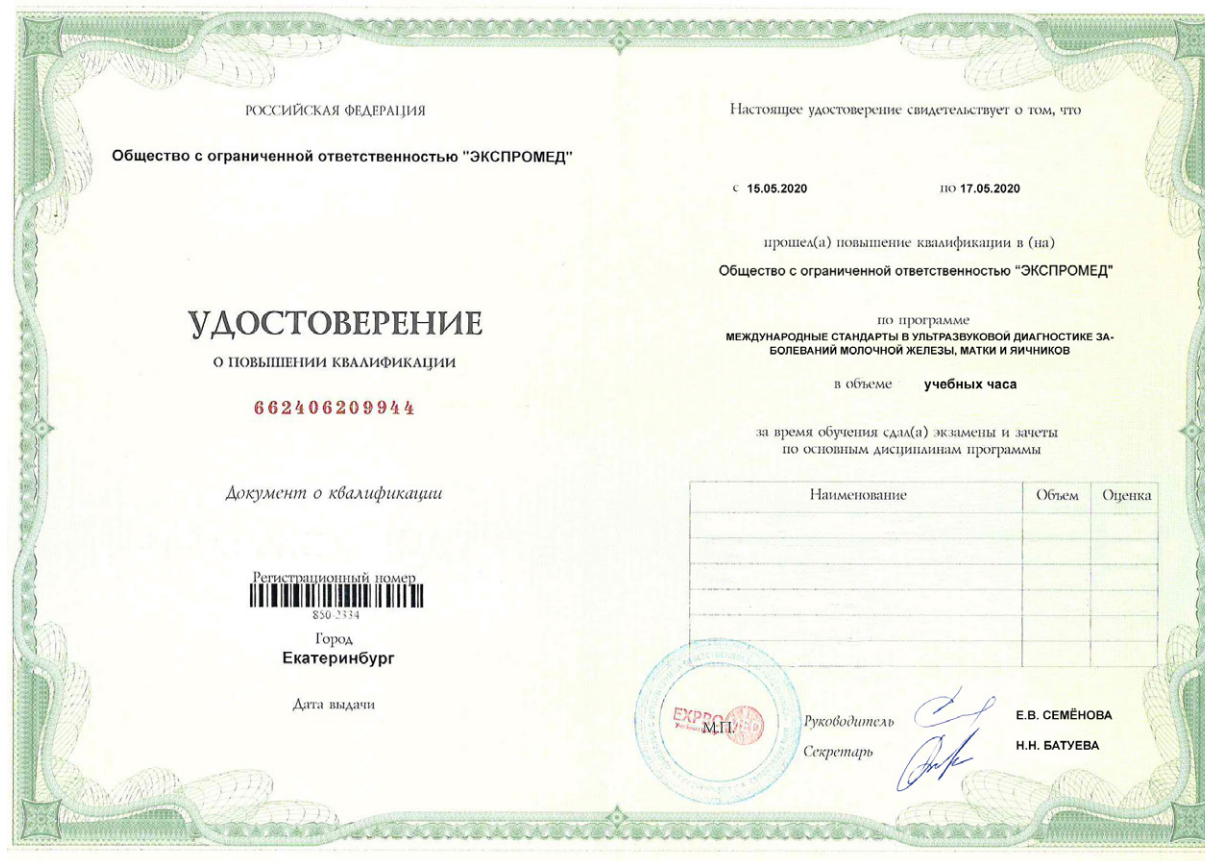 РОССИЙСКАЯ ФЕДЕРАЦИЯ
Общество с ограниченной ответственностью "ЭКСПРОМЕД"
УДОСТОВЕРЕНИЕ
О ПОВЫШЕНИИ КВАЛИФИКАЦИИ
662406209944
Документ о квалификации
Регистрационный номер
850-2334
Город
Екатеринбург
Дата выдачи
Настоящее удостоверение свидетельствует о том, что
с 15.05.2020 по 17.05.2020
прошел(а) повышение квалификации в (на)
Общество с ограниченной ответственностью "ЭКСПРОМЕД"
по программе
МЕЖДУНАРОДНЫЕ СТАНДАРТЫ В УЛЬТРАЗВУКОВОЙ ДИАГНОСТИКЕ ЗА-
БОЛЕВАНИЙ МОЛОЧНОЙ ЖЕЛЕЗЫ, МАТКИ И ЯИЧНИКОВ
в объеме учебных часа
за время обучения сдал(а) экзамены и зачеты
по основным дисциплинам программы
Наименование Объем Оценка
М.П.
Руководитель Е.В. СЕМЁНОВА
Секретарь Н.Н. БАТУЕВА